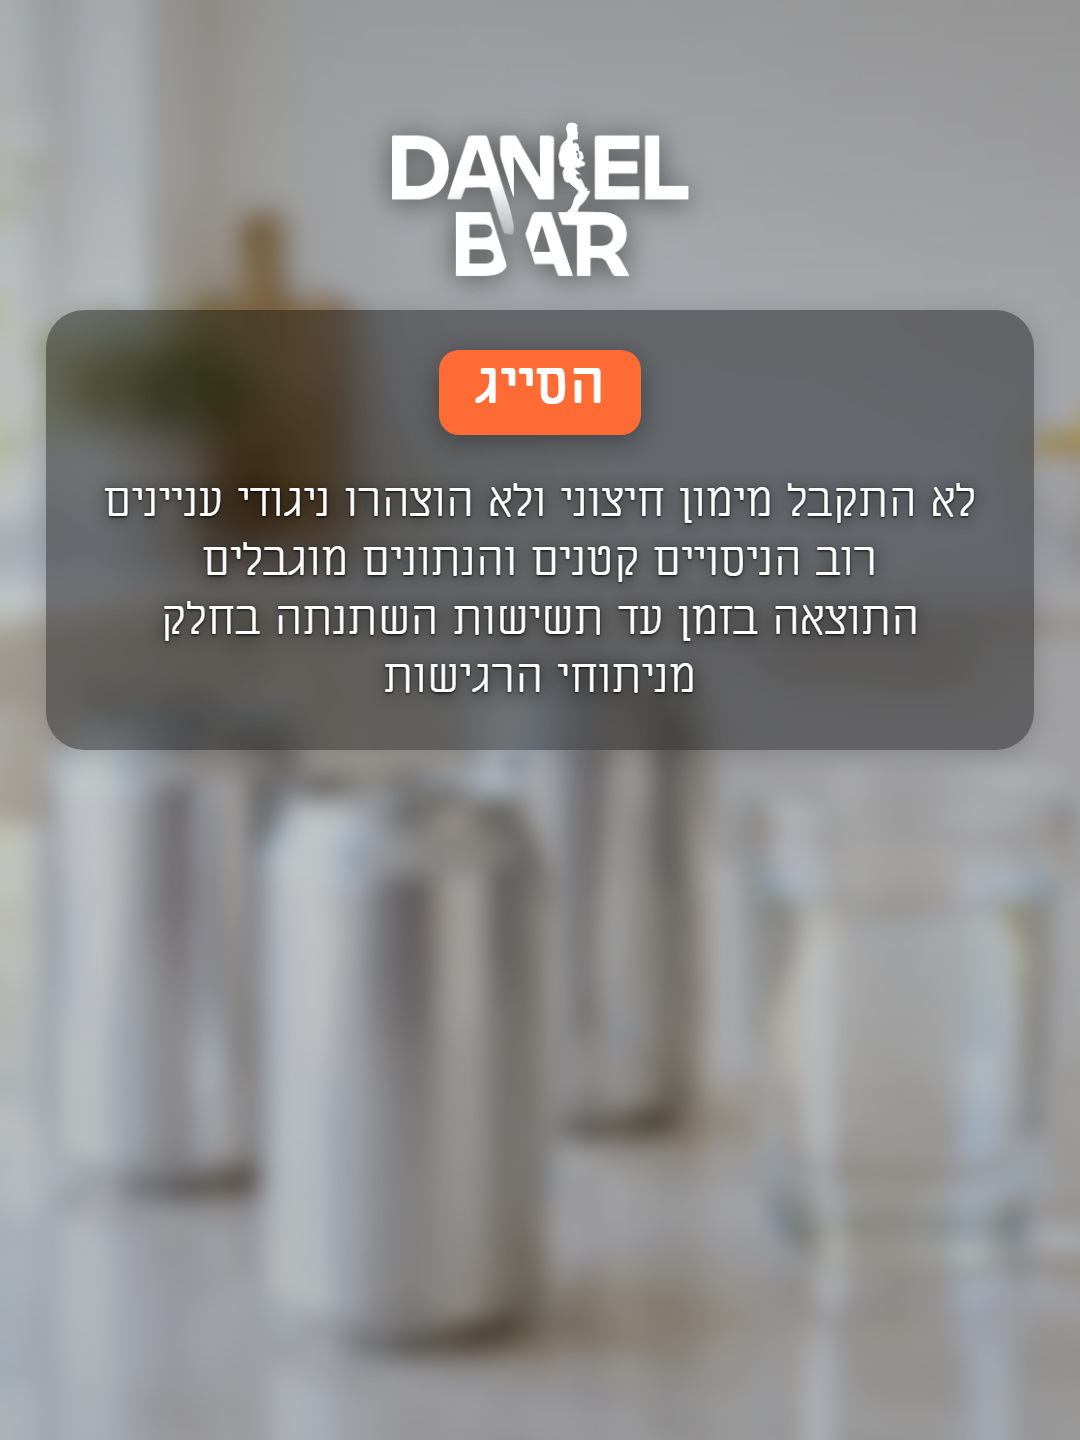 DANIEL
BAR
הסייג
לא התקבל מימון חיצוני ולא הוצהרו ניגודי עניינים
רוב הניסויים קטנים והנתונים מוגבלים
התוצאה בזמן עד תשישות השתנתה בחלק
מניתוחי הרגישות